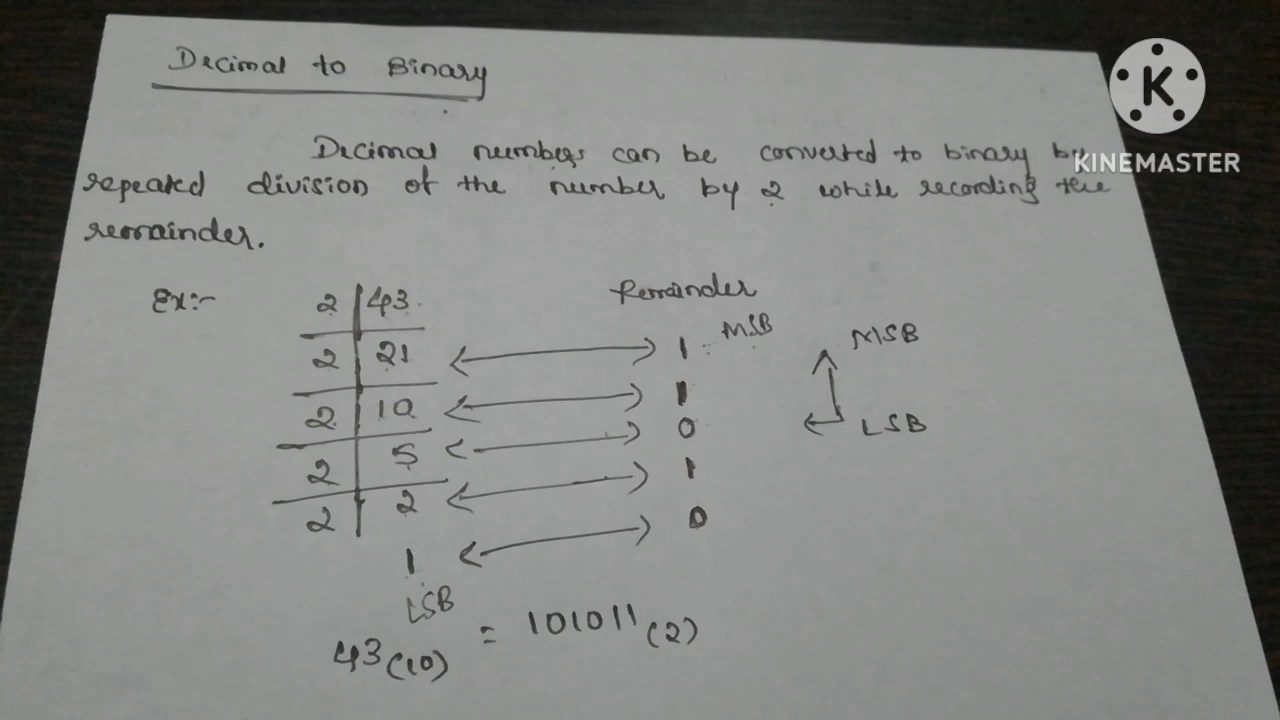 Decimal to Binary
Decimal numbers can be converted to binary by
repeated division of the number by 2 while recording the
remainder.
Ex:- 2 43 Remainder
2 21 1 MSB MSB
2 10 1
2 5 0 LSB
2 2 1
2 1 0
LSB
43(10) = 101011(2)
K
KINEMASTER